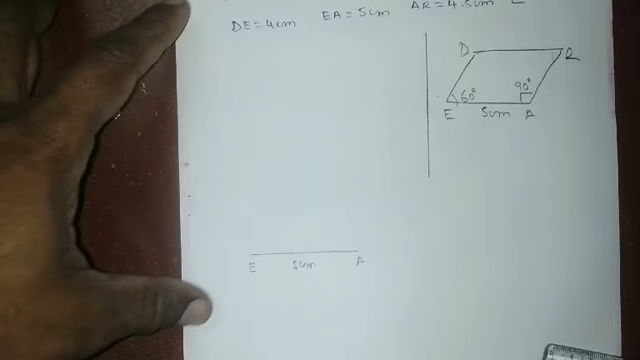 DE = 4cm EA = 5cm AR = 4.5cm
D R
60° 90°
E 5cm A
E 5cm A